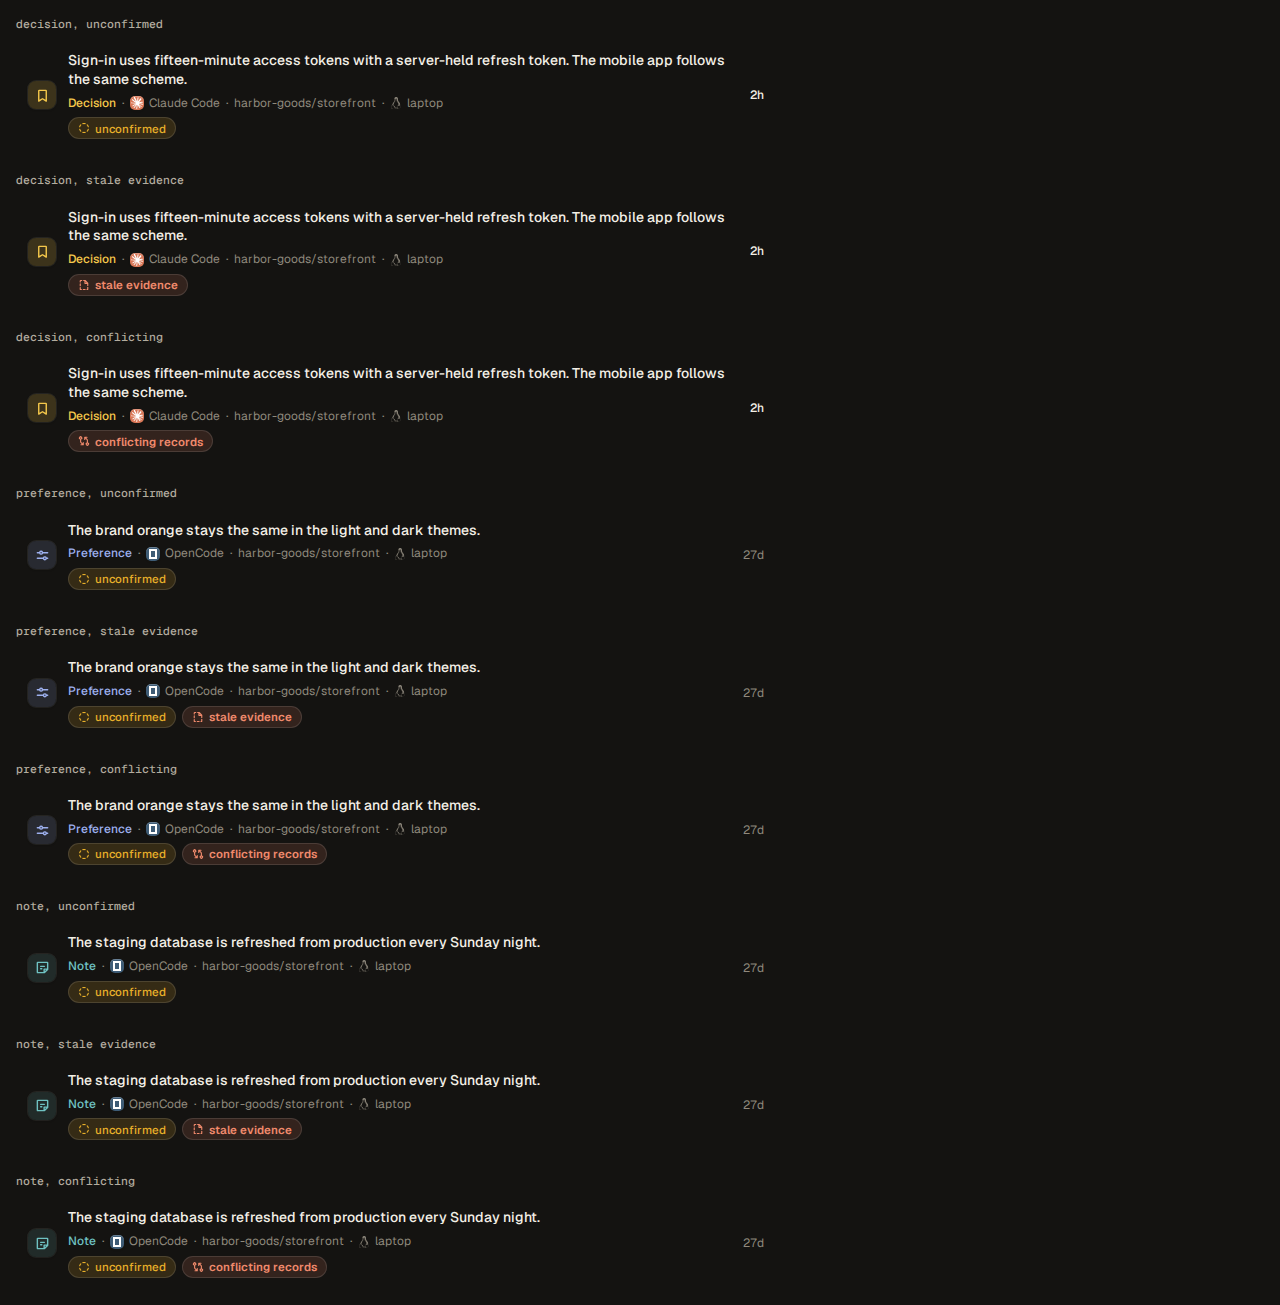 decision, unconfirmed
Sign-in uses fifteen-minute access tokens with a server-held refresh token. The mobile app follows
the same scheme.
2h
Decision · Claude Code · harbor-goods/storefront · laptop
unconfirmed
decision, stale evidence
Sign-in uses fifteen-minute access tokens with a server-held refresh token. The mobile app follows
the same scheme.
2h
Decision · Claude Code · harbor-goods/storefront · laptop
stale evidence
decision, conflicting
Sign-in uses fifteen-minute access tokens with a server-held refresh token. The mobile app follows
the same scheme.
2h
Decision · Claude Code · harbor-goods/storefront · laptop
conflicting records
preference, unconfirmed
The brand orange stays the same in the light and dark themes.
Preference · OpenCode · harbor-goods/storefront · laptop
27d
unconfirmed
preference, stale evidence
The brand orange stays the same in the light and dark themes.
Preference · OpenCode · harbor-goods/storefront · laptop
27d
unconfirmed stale evidence
preference, conflicting
The brand orange stays the same in the light and dark themes.
Preference · OpenCode · harbor-goods/storefront · laptop
27d
unconfirmed conflicting records
note, unconfirmed
The staging database is refreshed from production every Sunday night.
Note · OpenCode · harbor-goods/storefront · laptop
27d
unconfirmed
note, stale evidence
The staging database is refreshed from production every Sunday night.
Note · OpenCode · harbor-goods/storefront · laptop
27d
unconfirmed stale evidence
note, conflicting
The staging database is refreshed from production every Sunday night.
Note · OpenCode · harbor-goods/storefront · laptop
27d
unconfirmed conflicting records